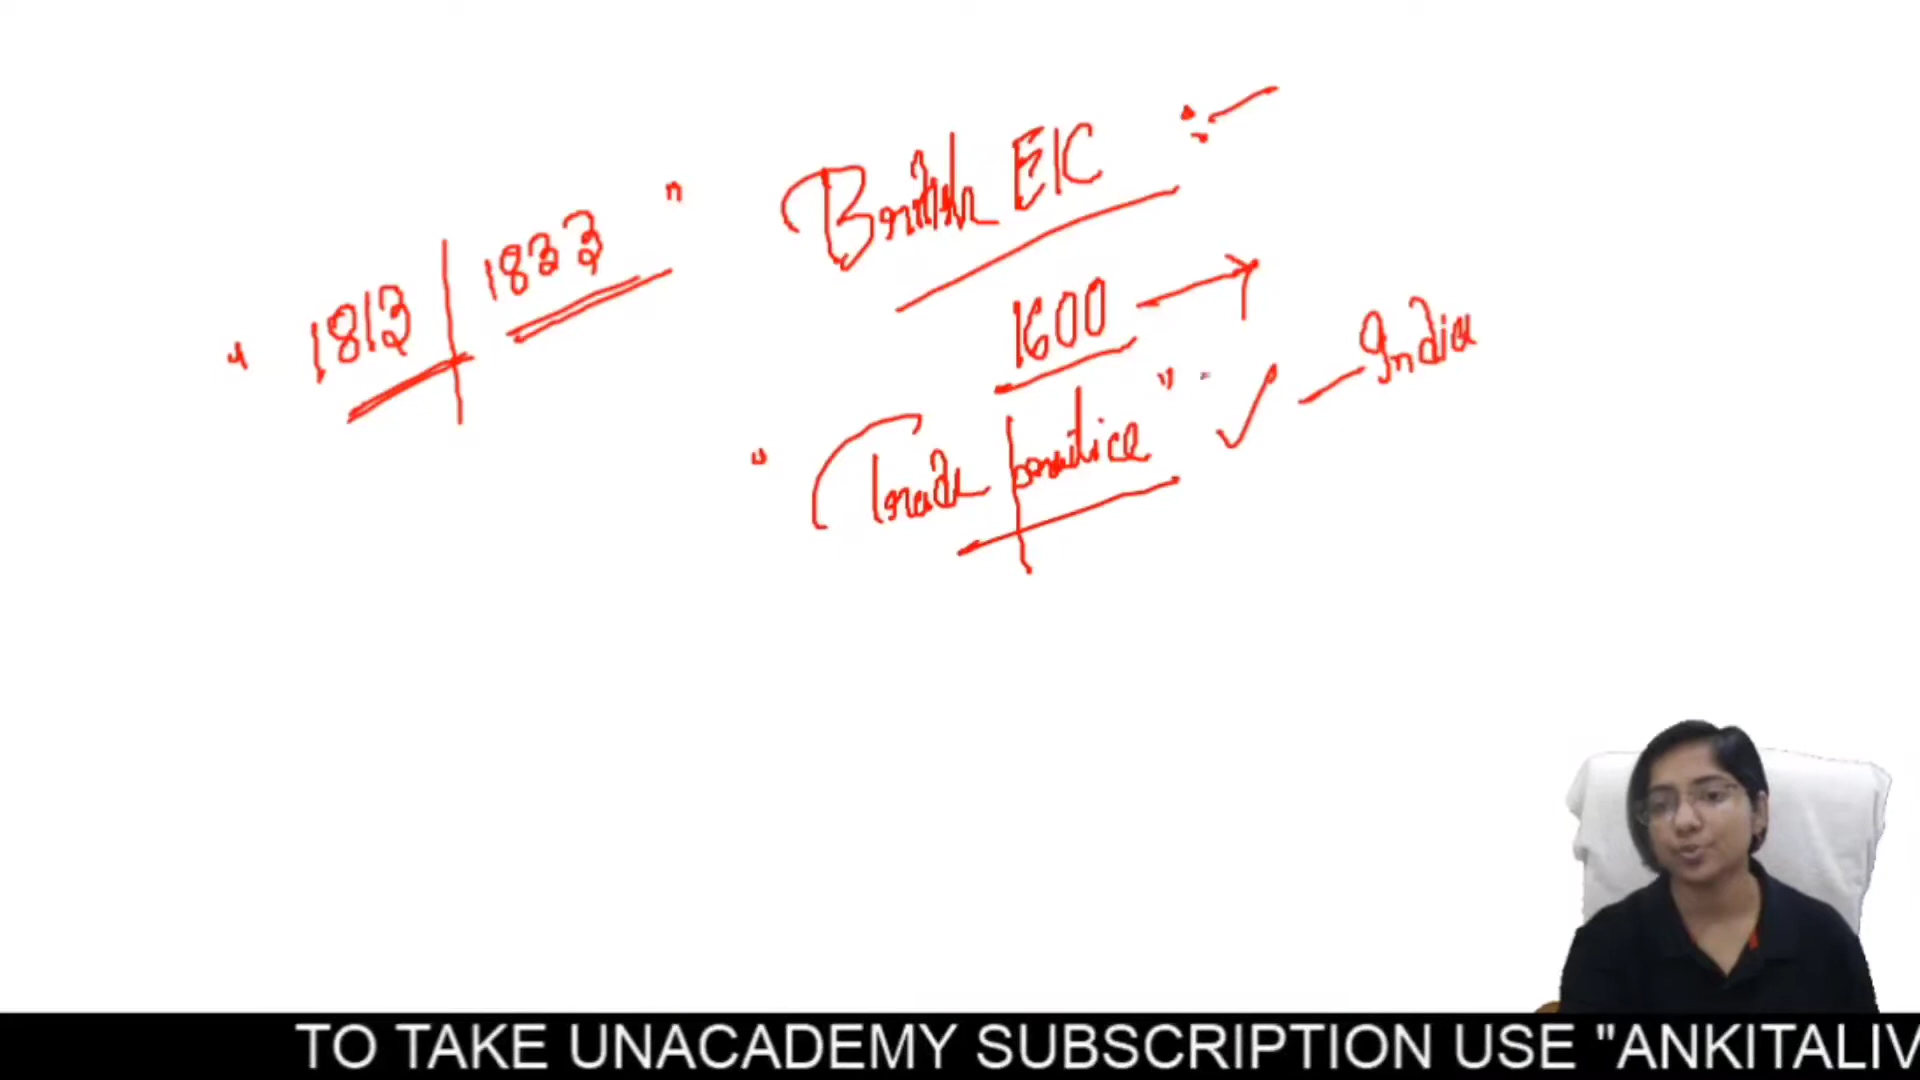 British EIC :-
" 1813 | 1833 "
1600 →
" Trade practice " ✓ - India
TO TAKE UNACADEMY SUBSCRIPTION USE "ANKITALIV